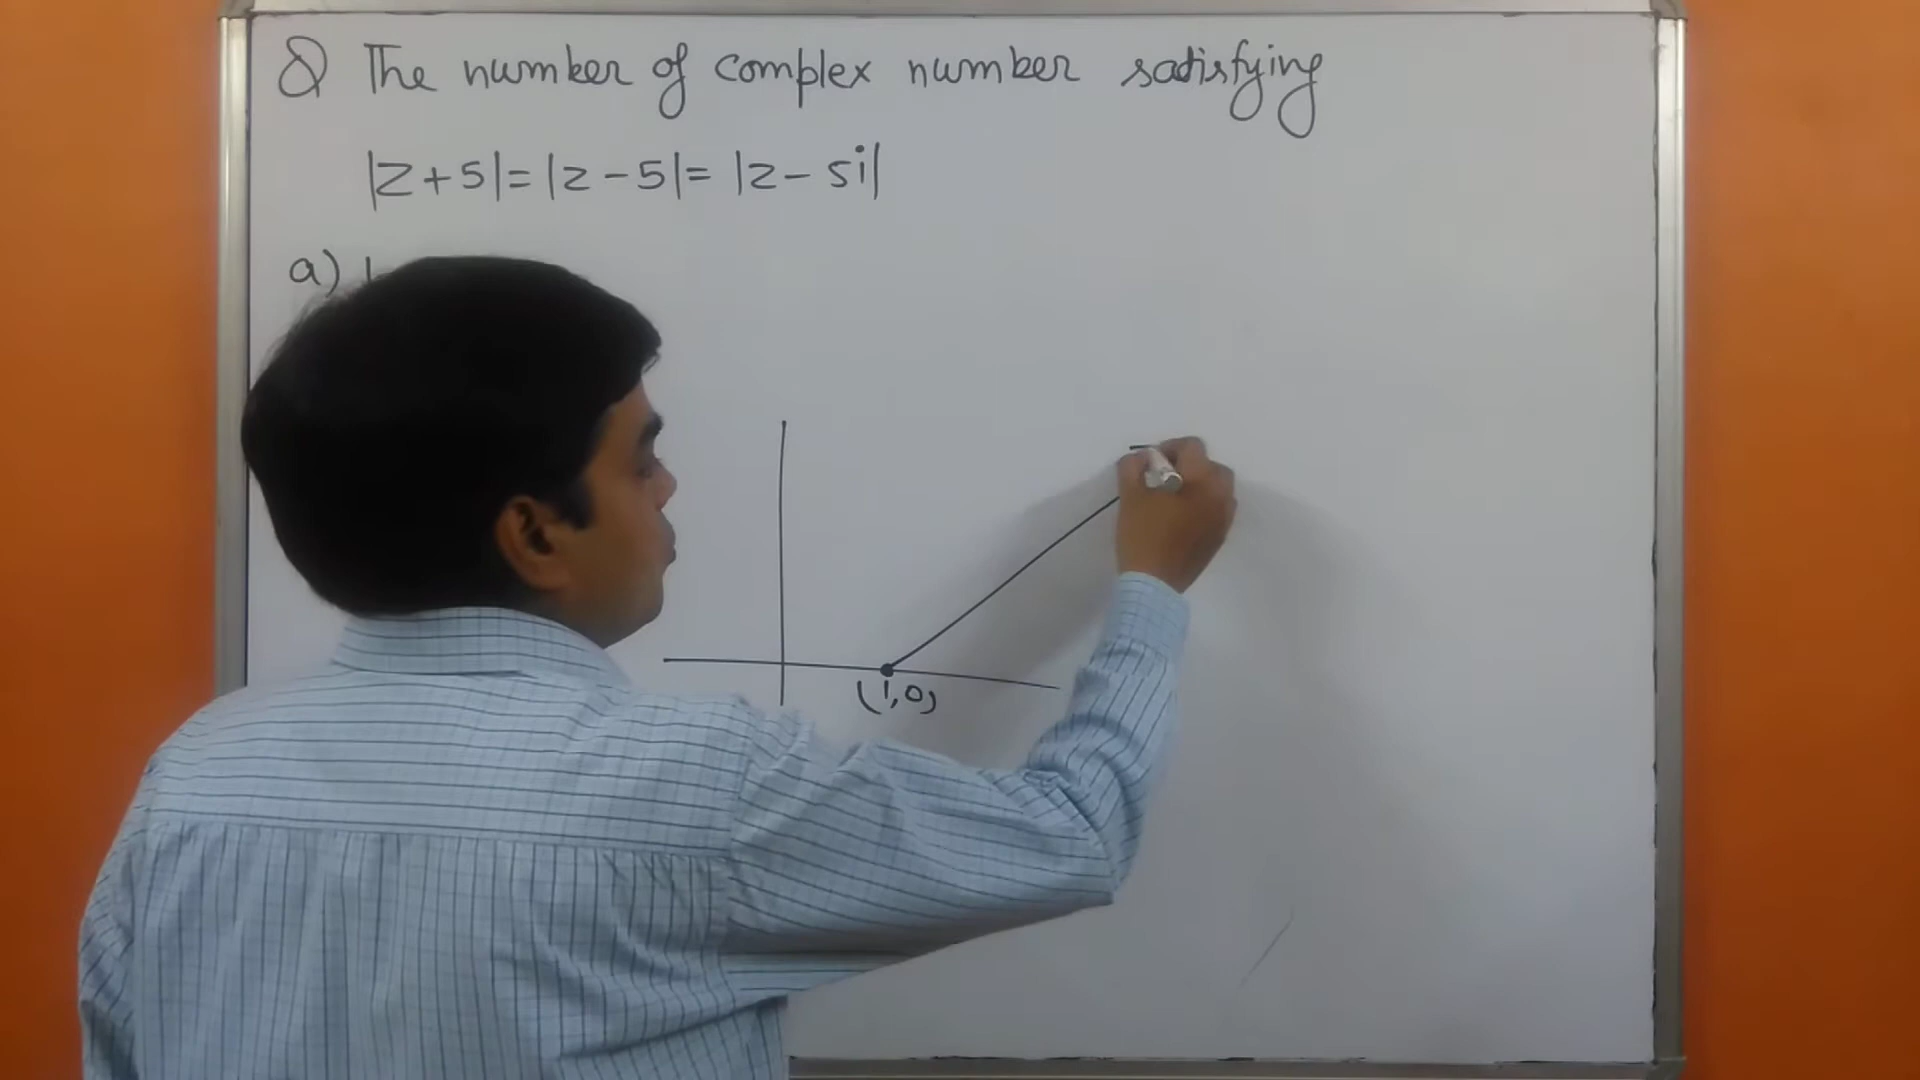 Q The number of complex number satisfying
|z+5|=|z-5|= |z- 5i|
a)
(1,0)